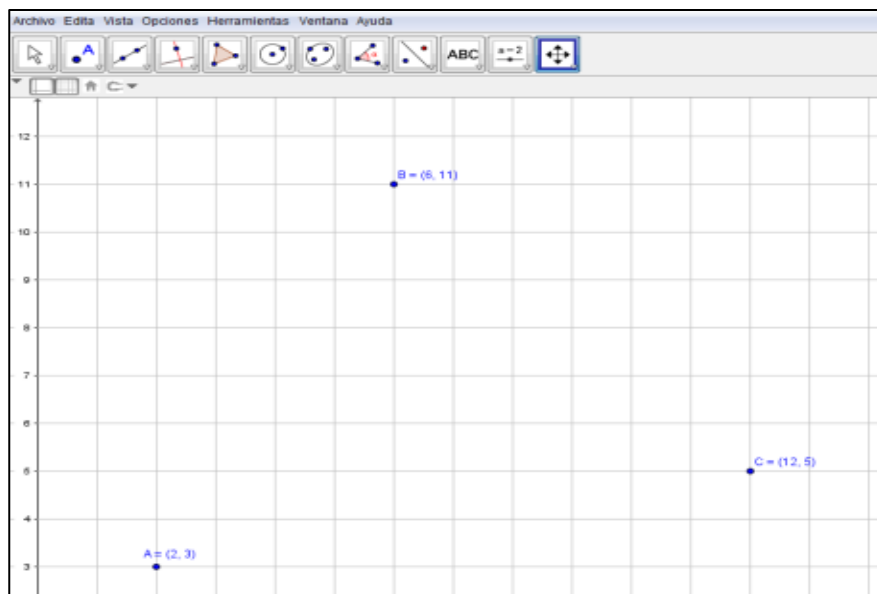 Archivo Edita Vista Opciones Herramientas Ventana Ayuda
A ABC a=2
12
B = (6, 11)
11
10
9
8
7
6
C = (12, 5)
5
4
A = (2, 3)
3